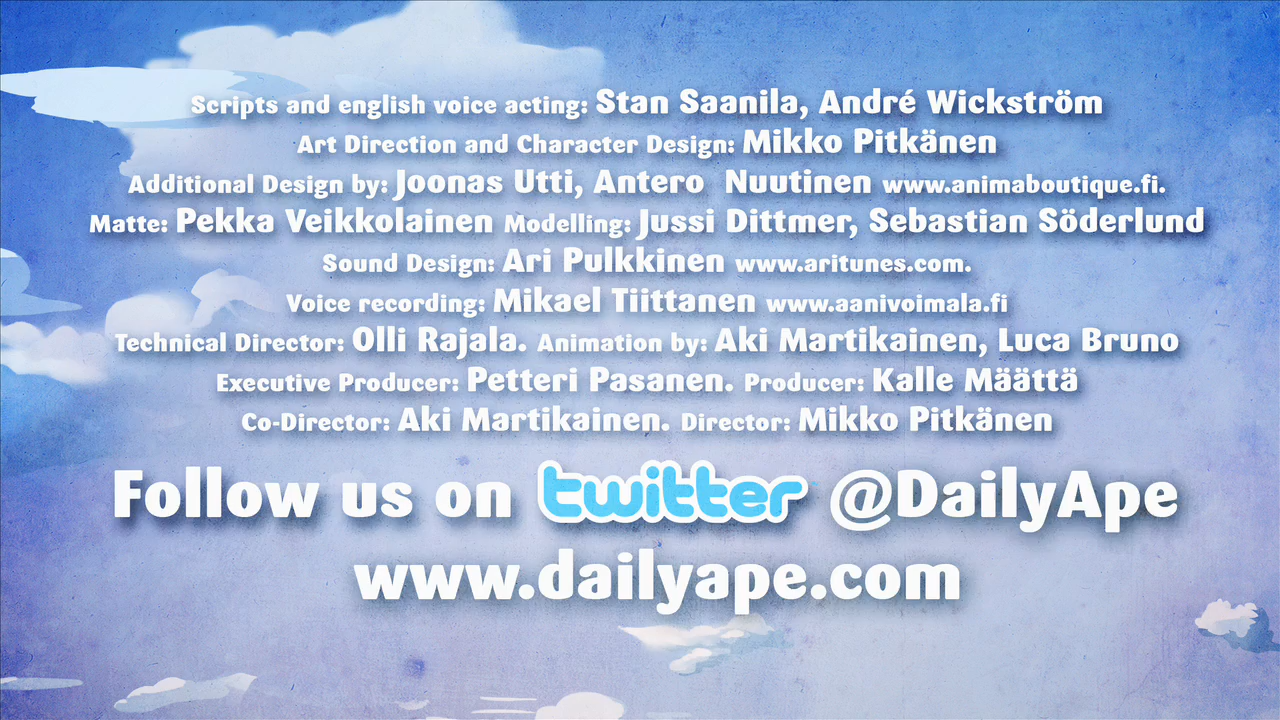 Scripts and english voice acting: Stan Saanila, André Wickström
Art Direction and Character Design: Mikko Pitkänen
Additional Design by: Joonas Utti, Antero Nuutinen www.animaboutique.fi.
Matte: Pekka Veikkolainen Modelling: Jussi Dittmer, Sebastian Söderlund
Sound Design: Ari Pulkkinen www.aritunes.com.
Voice recording: Mikael Tiittanen www.aanivoimala.fi
Technical Director: Olli Rajala. Animation by: Aki Martikainen, Luca Bruno
Executive Producer: Petteri Pasanen. Producer: Kalle Määttä
Co-Director: Aki Martikainen. Director: Mikko Pitkänen
Follow us on twitter @DailyApe
www.dailyape.com